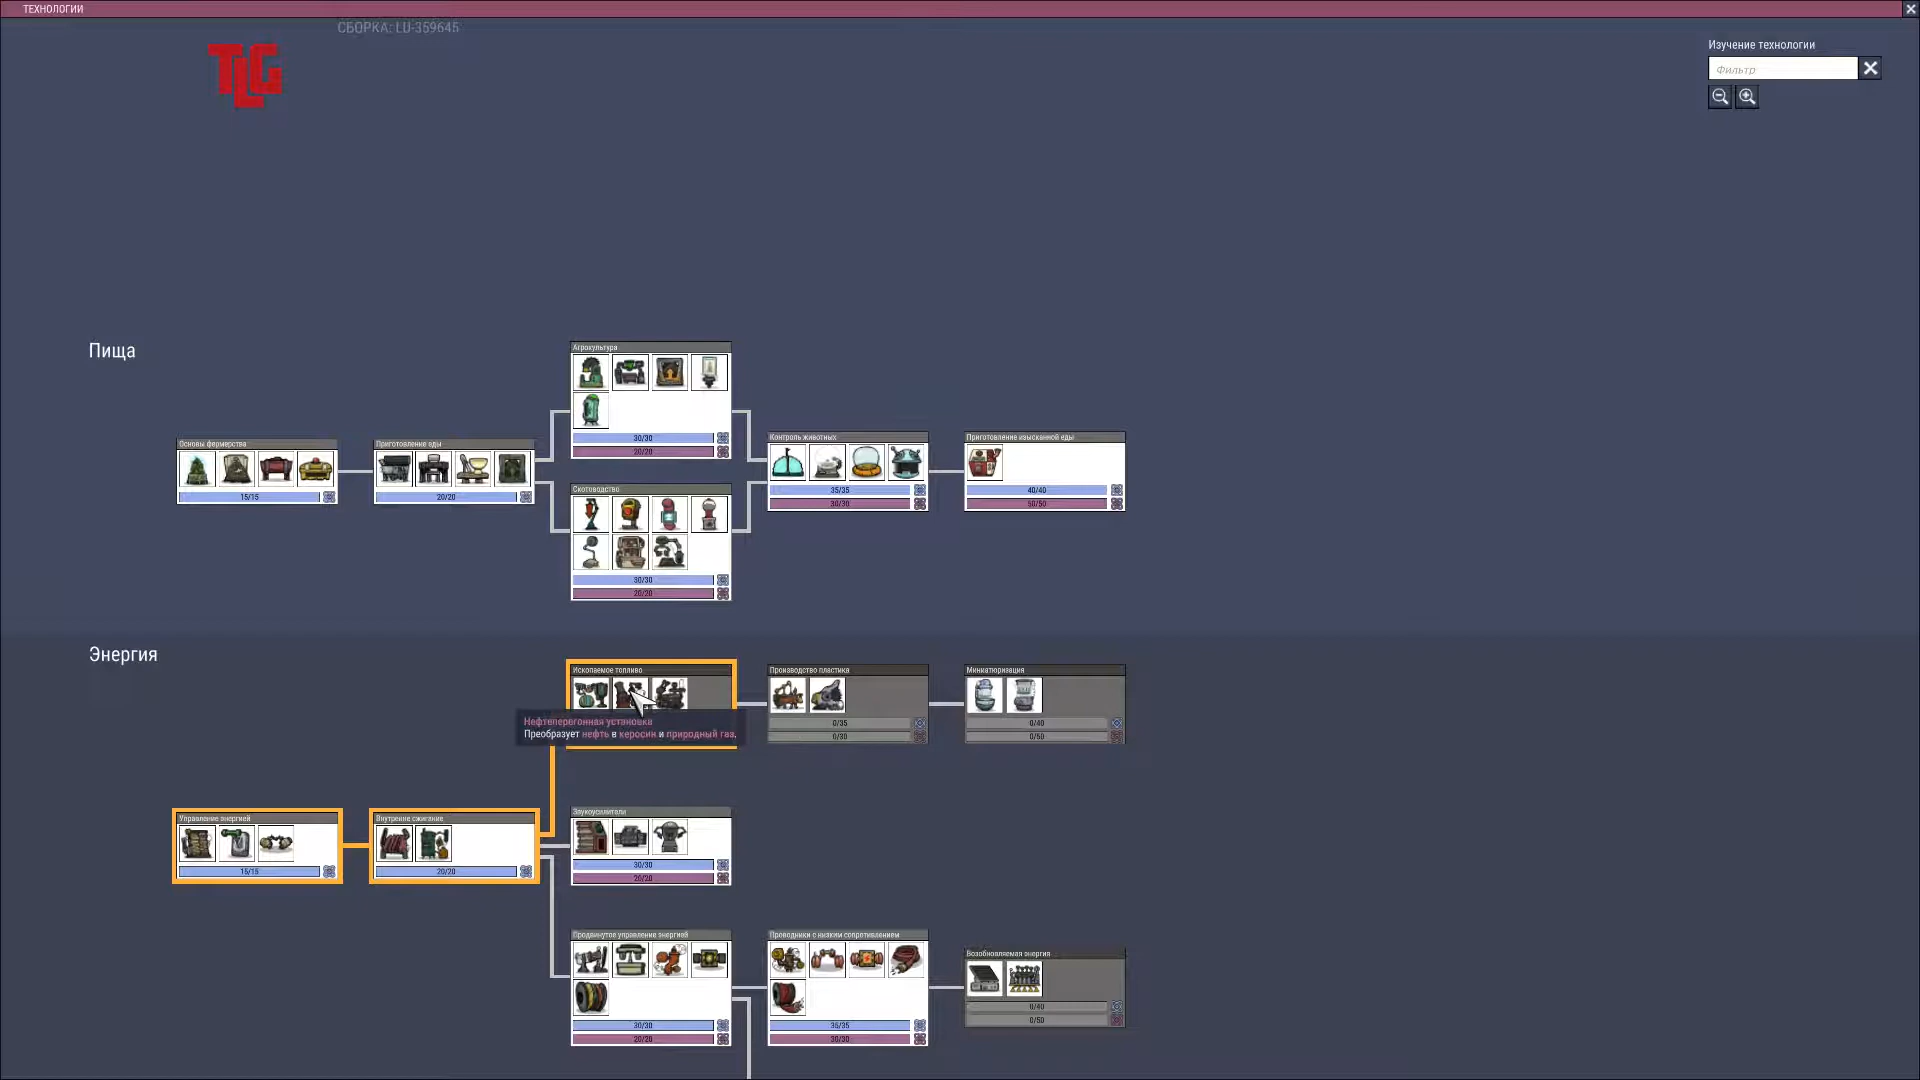 ТЕХНОЛОГИИ
СБОРКА: LU-359645
TLG
Изучение технологии
Фильтр
Пища
Агрокультура
30/30
20/20
Основы фермерства
15/15
Приготовление еды
20/20
Контроль животных
35/35
30/30
Приготовление изысканной еды
40/40
50/50
Скотоводство
30/30
20/20
Энергия
Ископаемое топливо
Нефтеперегонная установка
Преобразует нефть в керосин и природный газ.
Производство пластика
0/35
0/30
Миниатюризация
0/40
0/50
Управление энергией
15/15
Внутренне сжигание
20/20
Звукоусилители
30/30
20/20
Продвинутое управление энергией
30/30
20/20
Проводники с низким сопротивлением
35/35
30/30
Возобновляемая энергия
0/40
0/50